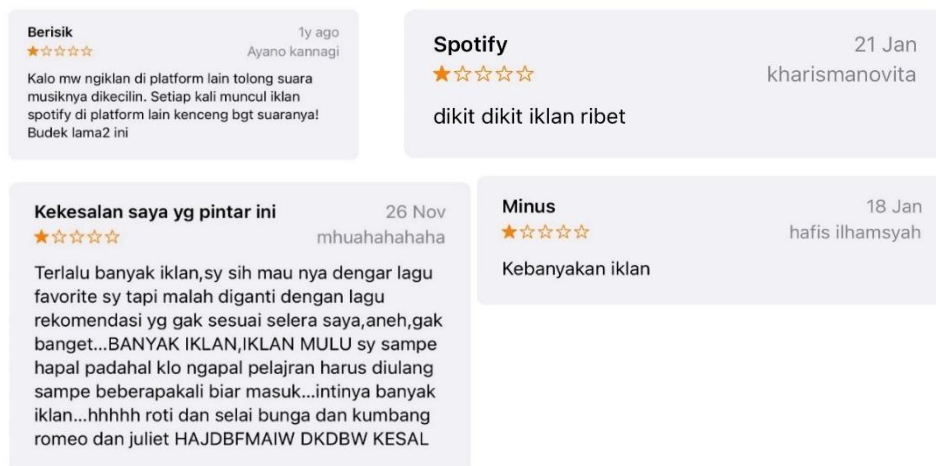 Berisik
1y ago
Ayano kannagi
Kalo mw ngiklan di platform lain tolong suara
musiknya dikecilin. Setiap kali muncul iklan
spotify di platform lain kenceng bgt suaranya!
Budek lama2 ini
Spotify
21 Jan
kharismanovita
dikit dikit iklan ribet
Kekesalan saya yg pintar ini
26 Nov
mhuahahahaha
Terlalu banyak iklan,sy sih mau nya dengar lagu
favorite sy tapi malah diganti dengan lagu
rekomendasi yg gak sesuai selera saya,aneh,gak
banget...BANYAK IKLAN,IKLAN MULU sy sampe
hapal padahal klo ngapal pelajran harus diulang
sampe beberapakali biar masuk...intinya banyak
iklan...hhhhh roti dan selai bunga dan kumbang
romeo dan juliet HAJDBFMAIW DKDBW KESAL
Minus
18 Jan
hafis ilhamsyah
Kebanyakan iklan